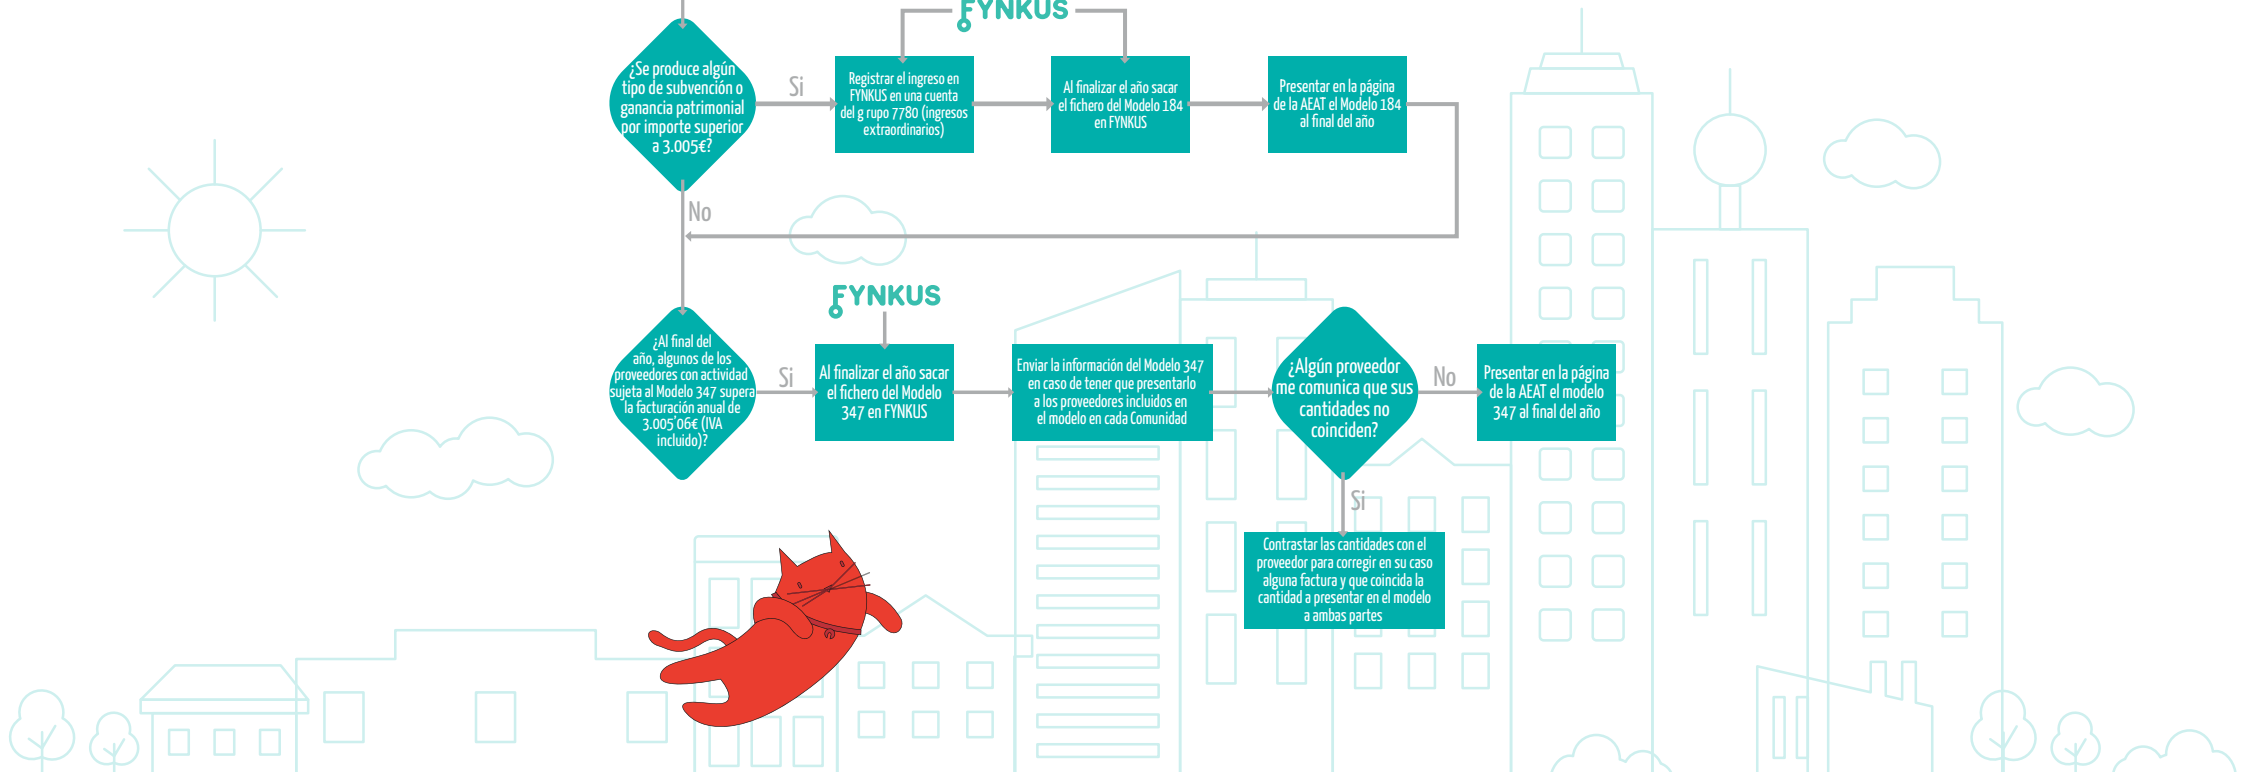 FYNKUS
¿Se produce algún
tipo de subvención o
ganancia patrimonial
por importe superior
a 3.005€?
Si
Registrar el ingreso en
FYNKUS en una cuenta
del g rupo 7780 (ingresos
extraordinarios)
Al finalizar el año sacar
el fichero del Modelo 184
en FYNKUS
Presentar en la página
de la AEAT el Modelo 184
al final del año
No
FYNKUS
¿Al final del
año, algunos de los
proveedores con actividad
sujeta al Modelo 347 supera
la facturación anual de
3.005'06€ (IVA
incluido)?
Si
Al finalizar el año sacar
el fichero del Modelo
347 en FYNKUS
Enviar la información del Modelo 347
en caso de tener que presentarlo
a los proveedores incluidos en
el modelo en cada Comunidad
¿Algún proveedor
me comunica que sus
cantidades no
coinciden?
No
Presentar en la página
de la AEAT el modelo
347 al final del año
Si
Contrastar las cantidades con el
proveedor para corregir en su caso
alguna factura y que coincida la
cantidad a presentar en el modelo
a ambas partes